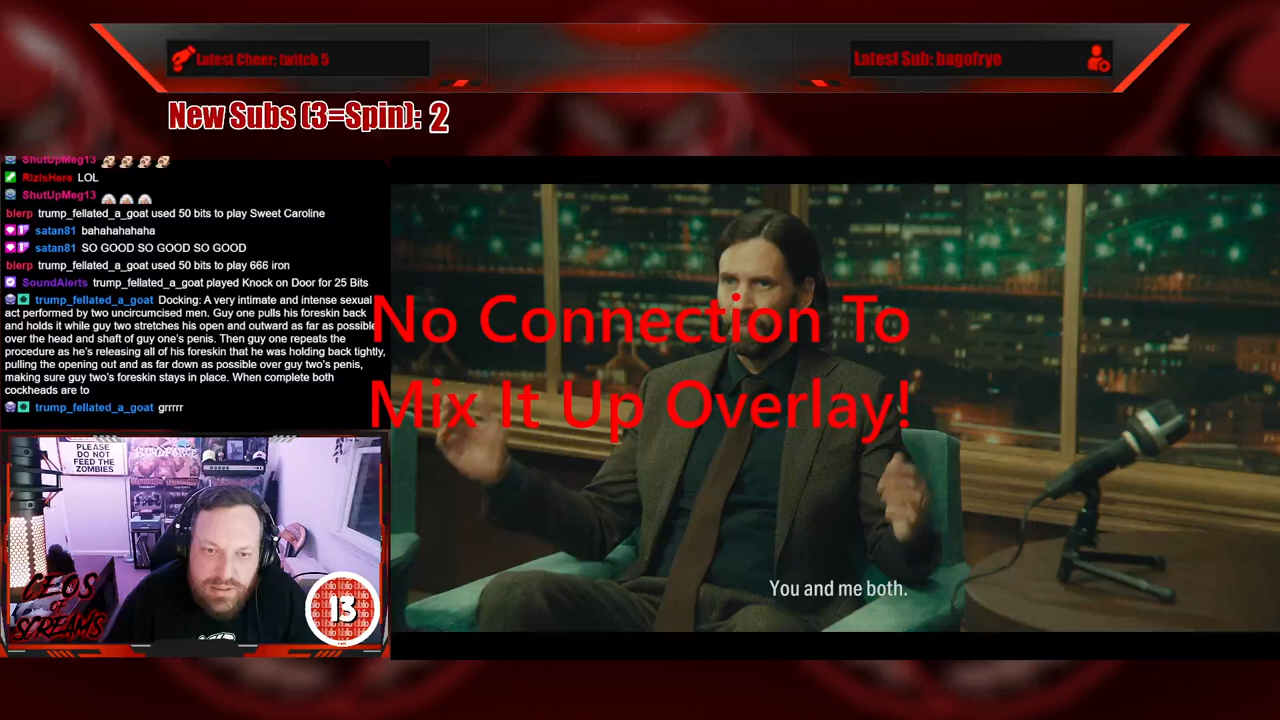 Latest Cheer: twitch 5
Latest Sub: bagofrye
New Subs (3=Spin): 2
ShutUpMeg13
RizIsHere LOL
ShutUpMeg13
blerp trump_fellated_a_goat used 50 bits to play Sweet Caroline
satan81 bahahahahaha
satan81 SO GOOD SO GOOD SO GOOD
blerp trump_fellated_a_goat used 50 bits to play 666 iron
SoundAlerts trump_fellated_a_goat played Knock on Door for 25 Bits
trump_fellated_a_goat Docking: A very intimate and intense sexual
act performed by two uncircumcised men. Guy one pulls his foreskin back
and holds it while guy two stretches his open and outward as far as possible
over the head and shaft of guy one's penis. Then guy one repeats the
procedure as he's releasing all of his foreskin that he was holding back tightly,
pulling the opening out and as far down as possible over guy two's penis,
making sure guy two's foreskin stays in place. When complete both
cockheads are to
trump_fellated_a_goat grrrrr
No Connection To
Mix It Up Overlay!
You and me both.
PLEASE
DO NOT
FEED THE
ZOMBIES
CEOS
OF
SCREAMS
13